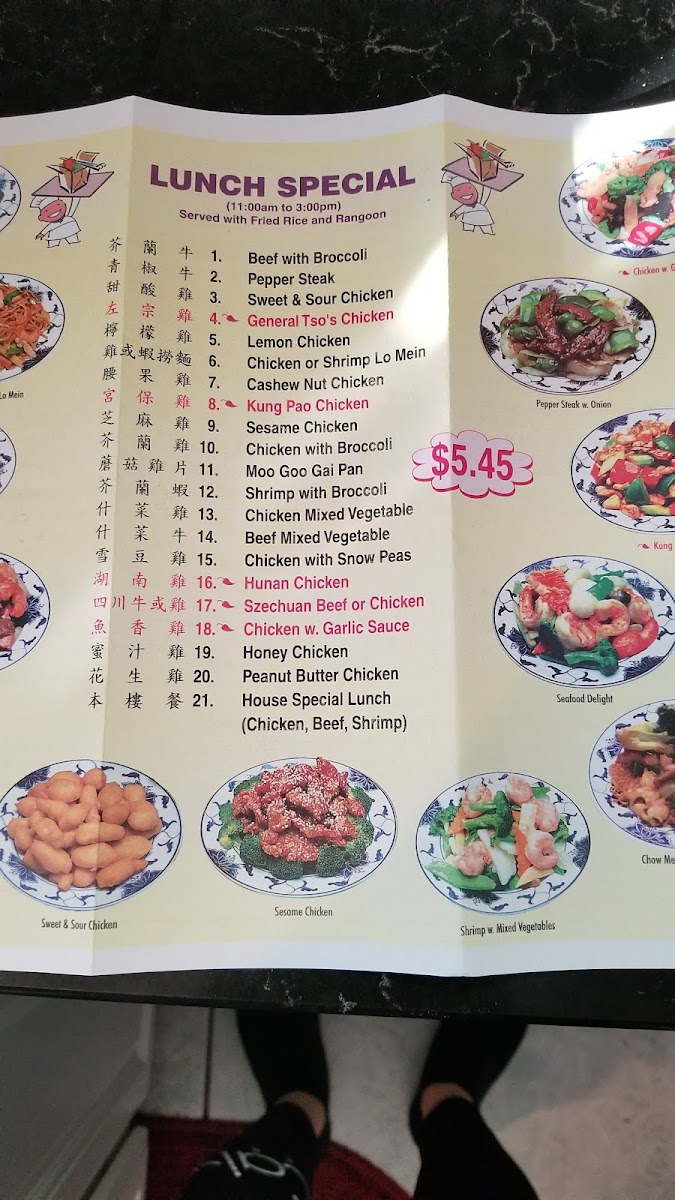 LUNCH SPECIAL
(11:00am to 3:00pm)
Served with Fried Rice and Rangoon
芥蘭牛 1. Beef with Broccoli
青椒牛 2. Pepper Steak
甜酸雞 3. Sweet & Sour Chicken
左宗雞 4. General Tso's Chicken
檸檬雞 5. Lemon Chicken
雞或蝦撈麵 6. Chicken or Shrimp Lo Mein
腰果雞 7. Cashew Nut Chicken
宮保雞 8. Kung Pao Chicken
芝麻雞 9. Sesame Chicken
芥蘭雞 10. Chicken with Broccoli
蘑菇雞片 11. Moo Goo Gai Pan
芥蘭蝦 12. Shrimp with Broccoli
什菜雞 13. Chicken Mixed Vegetable
什菜牛 14. Beef Mixed Vegetable
雪豆雞 15. Chicken with Snow Peas
湖南雞 16. Hunan Chicken
四川牛或雞 17. Szechuan Beef or Chicken
魚香雞 18. Chicken w. Garlic Sauce
蜜汁雞 19. Honey Chicken
花生雞 20. Peanut Butter Chicken
本樓餐 21. House Special Lunch
(Chicken, Beef, Shrimp)
$5.45
Lo Mein
Chicken w. G
Pepper Steak w. Onion
Kung
Seafood Delight
Chow Me
Sweet & Sour Chicken
Sesame Chicken
Shrimp w. Mixed Vegetables